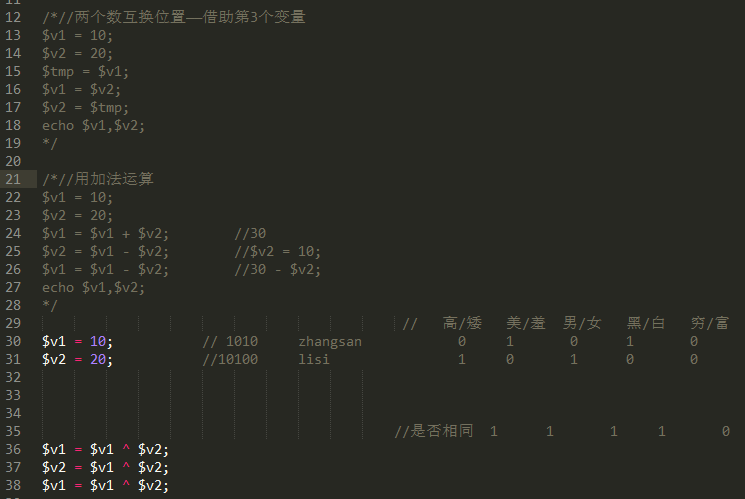 11
12 /*//两个数互换位置——借助第3个变量
13 $v1 = 10;
14 $v2 = 20;
15 $tmp = $v1;
16 $v1 = $v2;
17 $v2 = $tmp;
18 echo $v1,$v2;
19 */
20
21 /*//用加法运算
22 $v1 = 10;
23 $v2 = 20;
24 $v1 = $v1 + $v2; //30
25 $v2 = $v1 - $v2; //$v2 = 10;
26 $v1 = $v1 - $v2; //30 - $v2;
27 echo $v1,$v2;
28 */
29 // 高/矮 美/羞 男/女 黑/白 穷/富
30 $v1 = 10; // 1010 zhangsan 0 1 0 1 0
31 $v2 = 20; //10100 lisi 1 0 1 0 0
32
33
34
35 //是否相同 1 1 1 1 0
36 $v1 = $v1 ^ $v2;
37 $v2 = $v1 ^ $v2;
38 $v1 = $v1 ^ $v2;